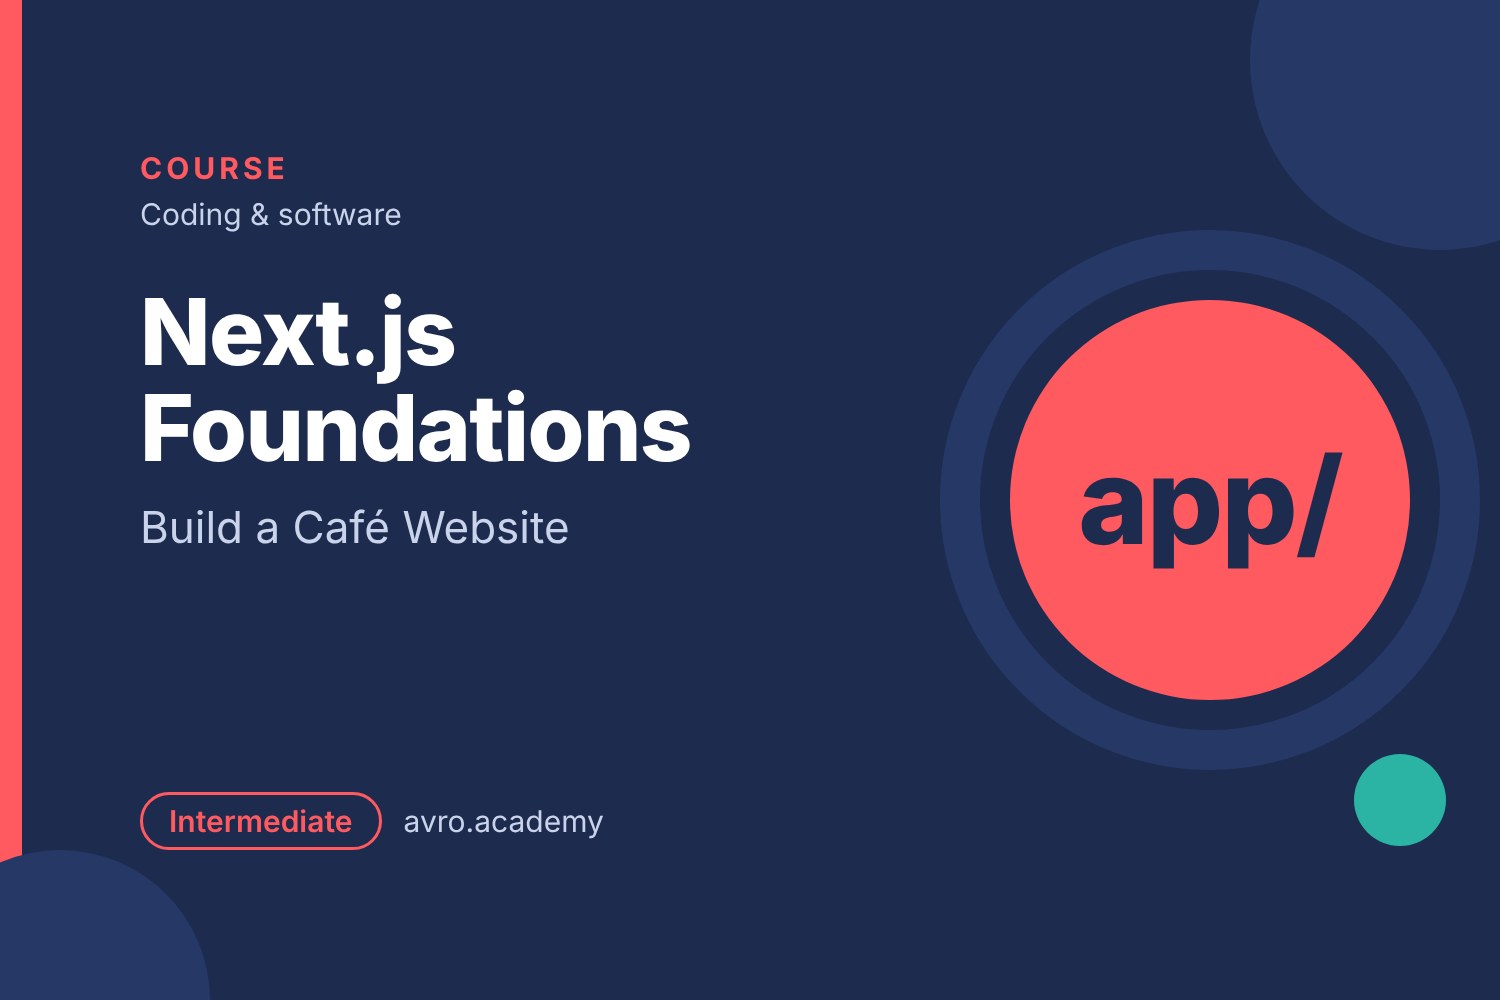 COURSE
Coding & software
Next.js
Foundations
Build a Café Website
app/
Intermediate
avro.academy